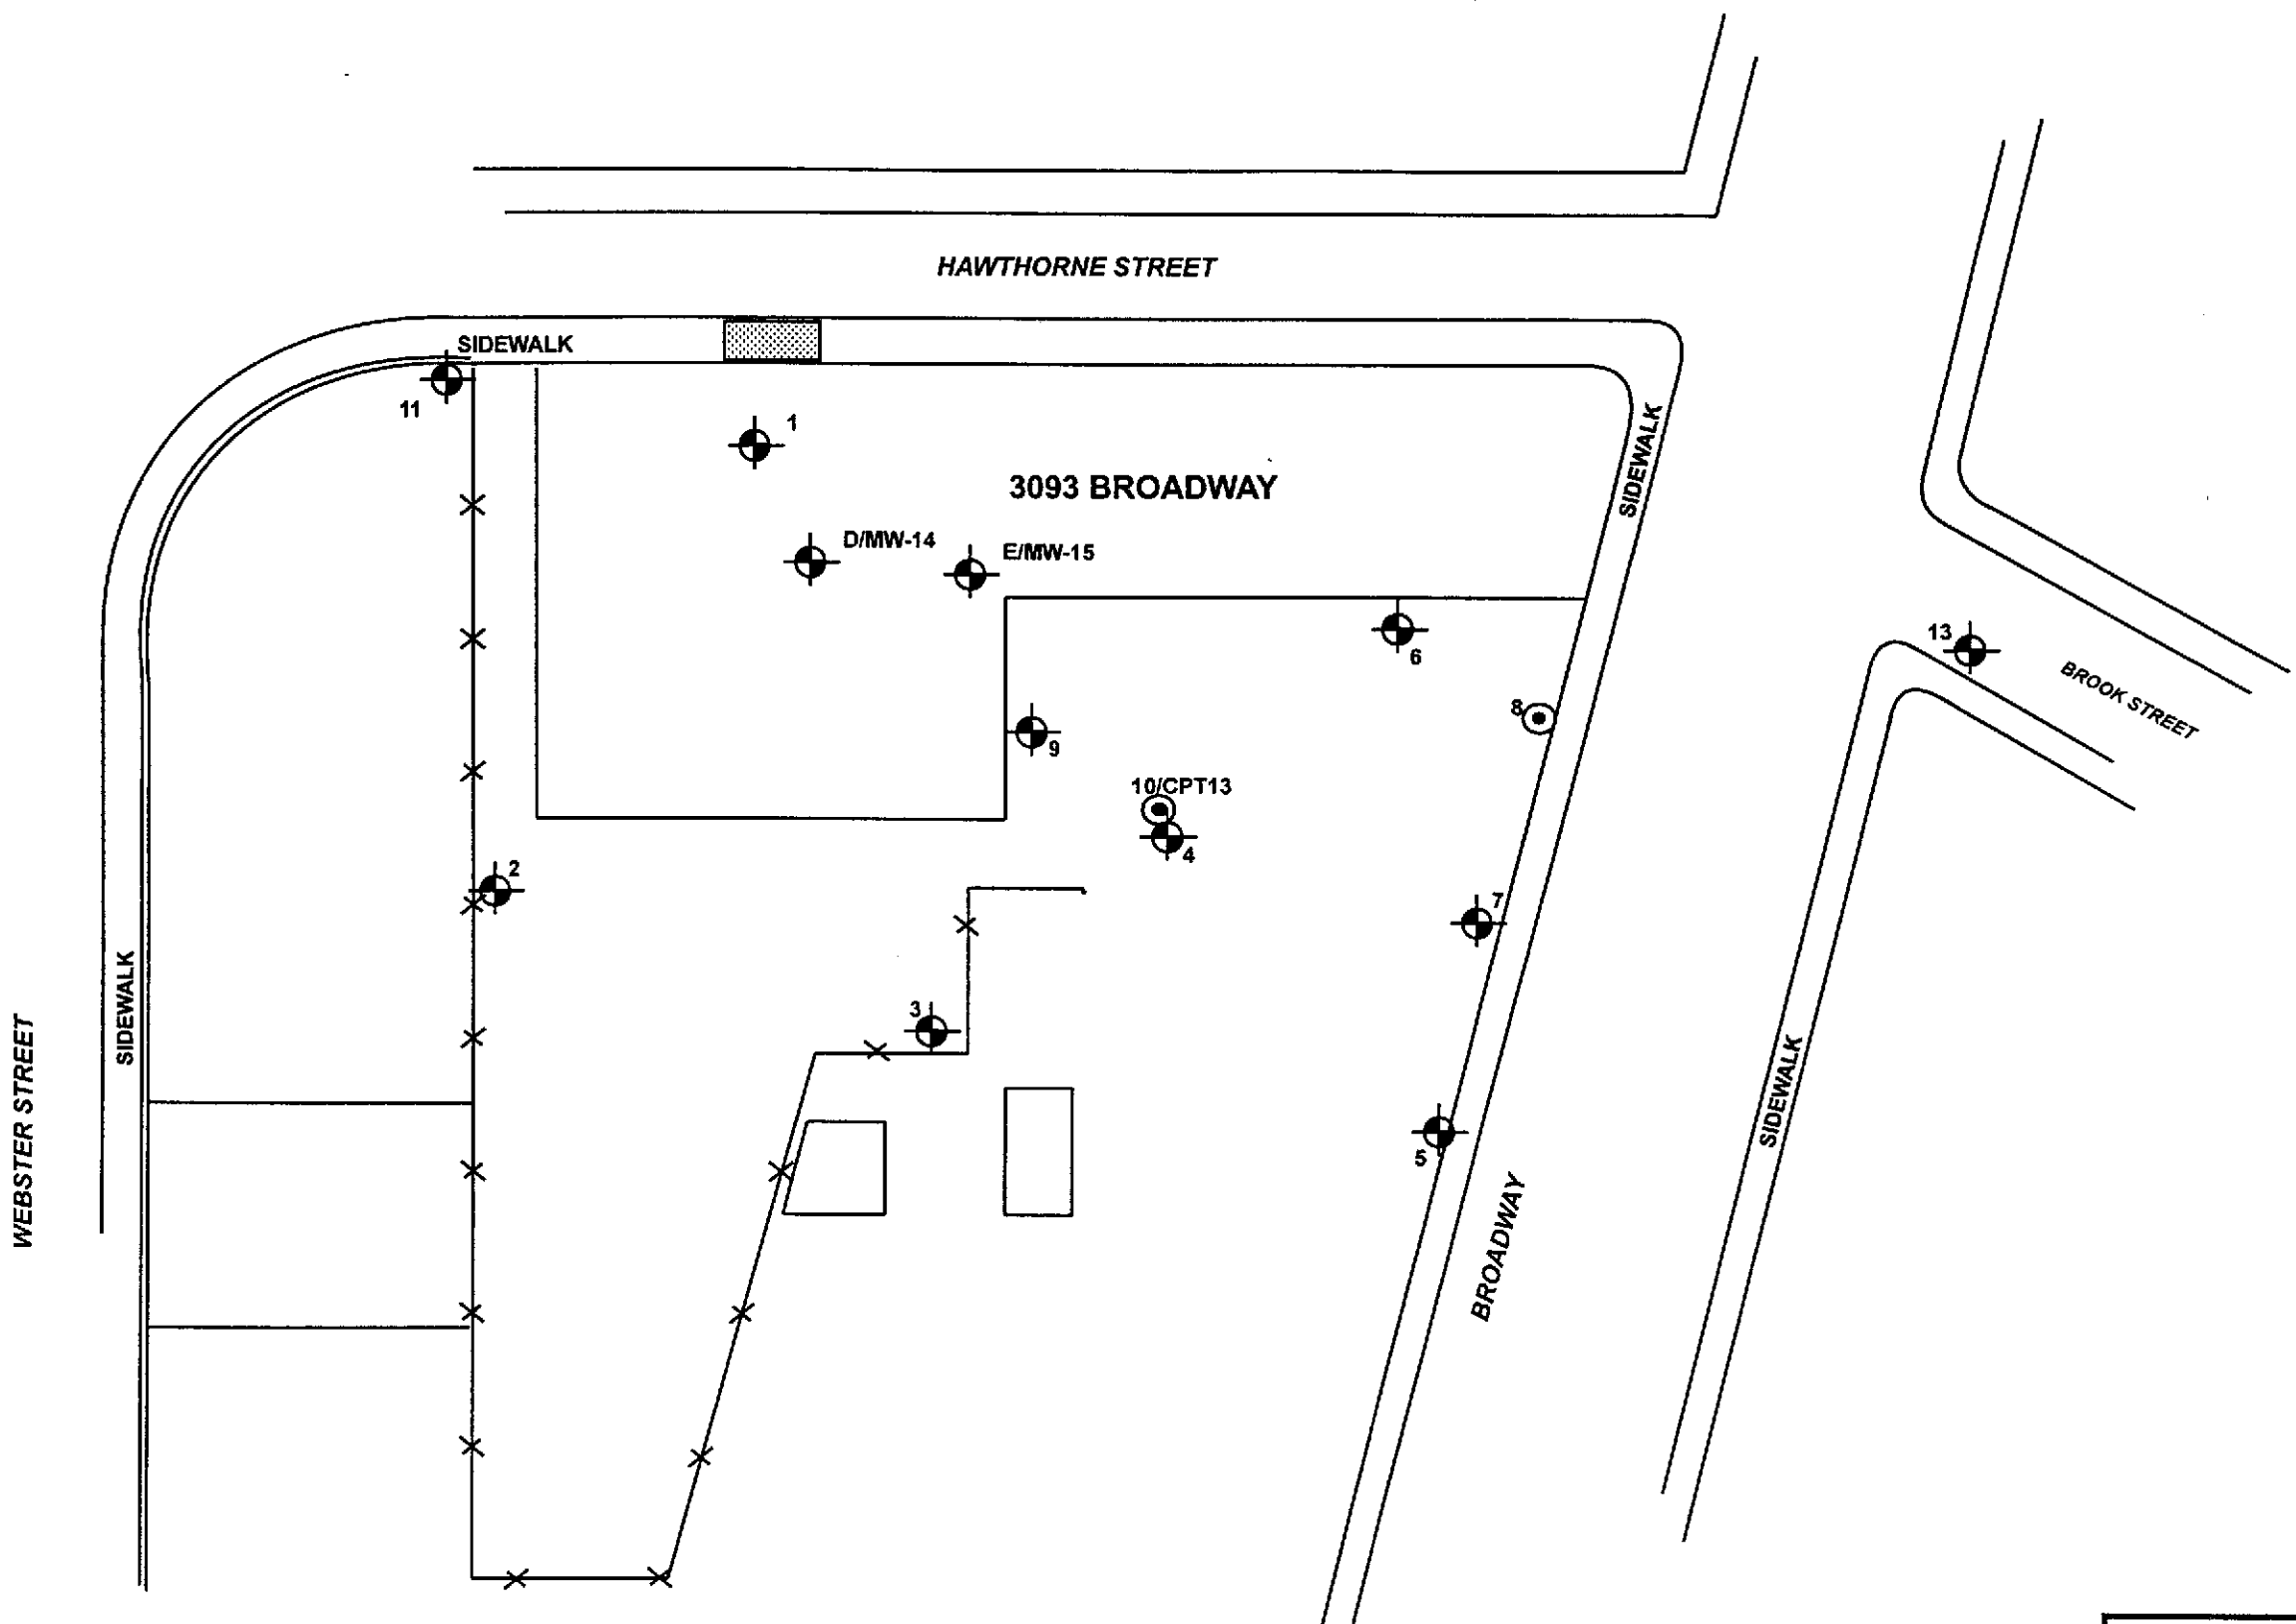 HAWTHORNE STREET
SIDEWALK
11
1
3093 BROADWAY
SIDEWALK
D/MW-14
E/MW-15
6
13
BROOK STREET
8
9
10/CPT13
4
2
7
3
SIDEWALK
WEBSTER STREET
5
SIDEWALK
BROADWAY